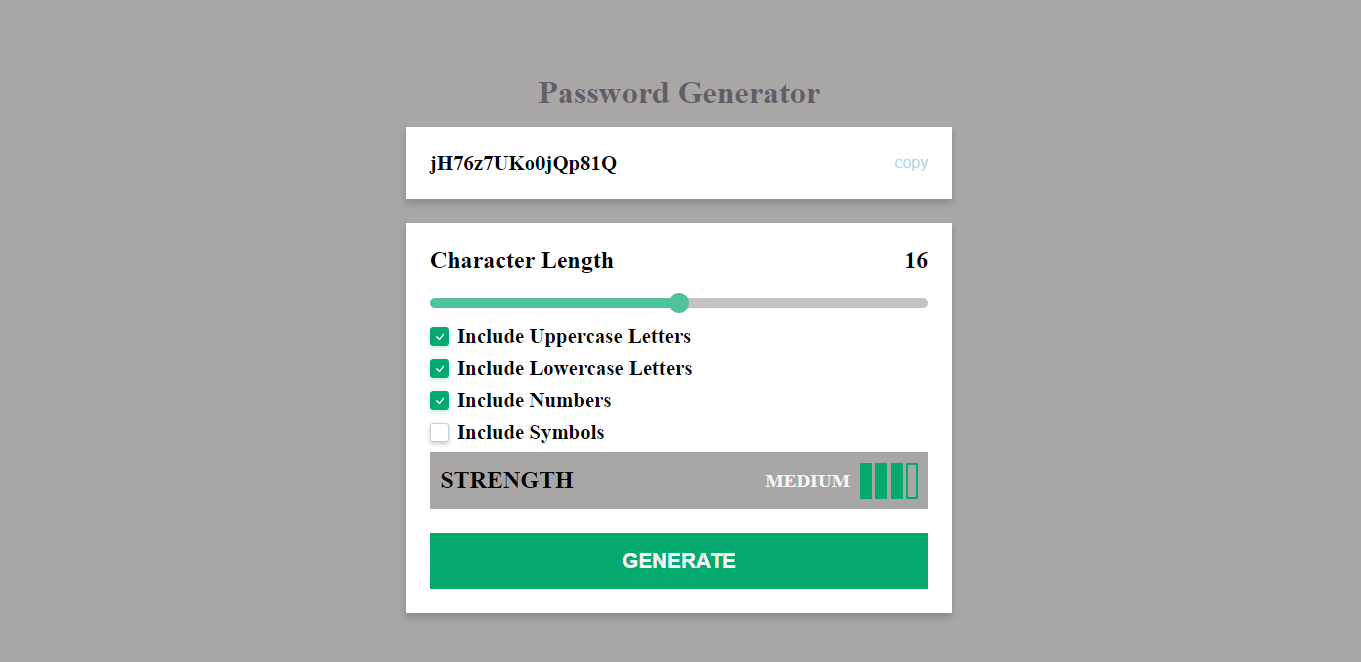 Password Generator
jH76z7UKo0jQp81Q copy
Character Length 16
Include Uppercase Letters
Include Lowercase Letters
Include Numbers
Include Symbols
STRENGTH MEDIUM
GENERATE